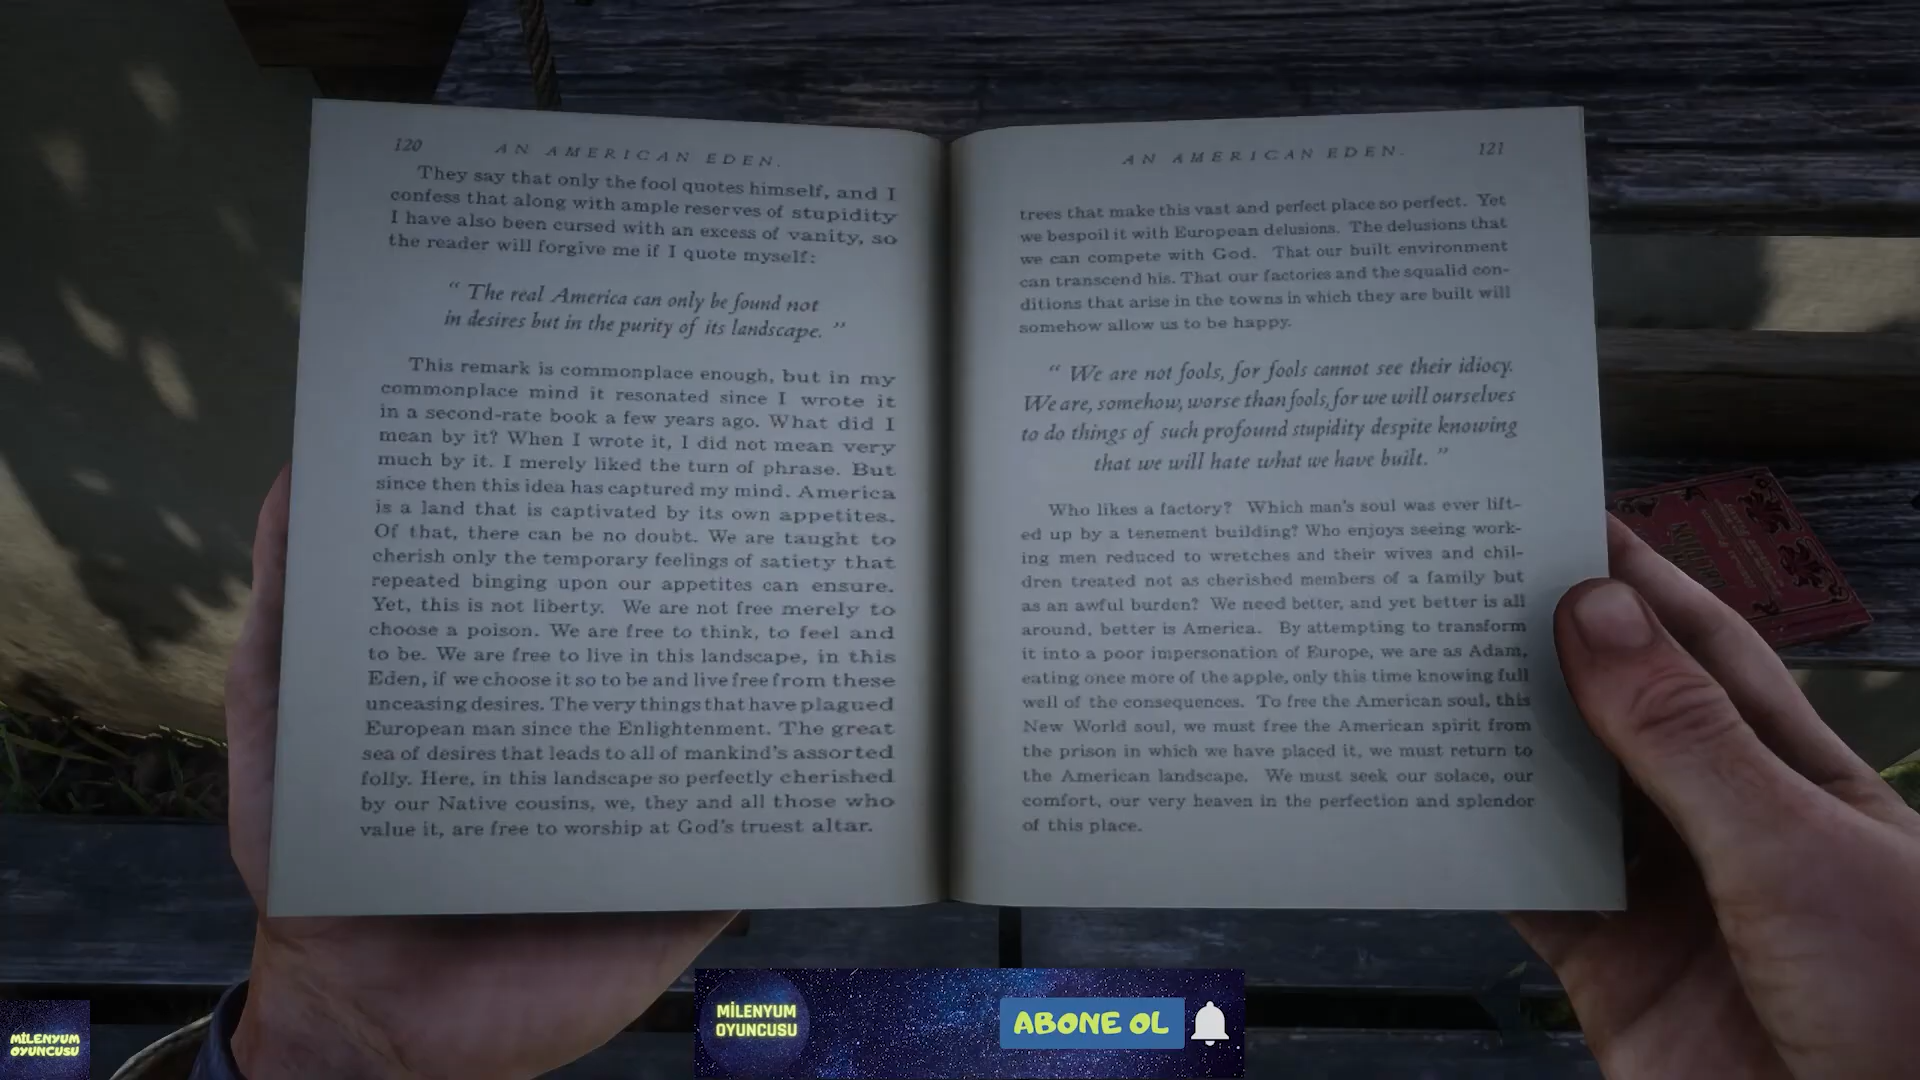 120
AN AMERICAN EDEN.
They say that only the fool quotes himself, and I
confess that along with ample reserves of stupidity
I have also been cursed with an excess of vanity, so
the reader will forgive me if I quote myself:
“ The real America can only be found not
in desires but in the purity of its landscape. ”
This remark is commonplace enough, but in my
commonplace mind it resonated since I wrote it
in a second-rate book a few years ago. What did I
mean by it? When I wrote it, I did not mean very
much by it. I merely liked the turn of phrase. But
since then this idea has captured my mind. America
is a land that is captivated by its own appetites.
Of that, there can be no doubt. We are taught to
cherish only the temporary feelings of satiety that
repeated binging upon our appetites can ensure.
Yet, this is not liberty. We are not free merely to
choose a poison. We are free to think, to feel and
to be. We are free to live in this landscape, in this
Eden, if we choose it so to be and live free from these
unceasing desires. The very things that have plagued
European man since the Enlightenment. The great
sea of desires that leads to all of mankind's assorted
folly. Here, in this landscape so perfectly cherished
by our Native cousins, we, they and all those who
value it, are free to worship at God's truest altar.
AN AMERICAN EDEN.
121
trees that make this vast and perfect place so perfect. Yet
we bespoil it with European delusions. The delusions that
we can compete with God. That our built environment
can transcend his. That our factories and the squalid con-
ditions that arise in the towns in which they are built will
somehow allow us to be happy.
“ We are not fools, for fools cannot see their idiocy.
We are, somehow, worse than fools, for we will ourselves
to do things of such profound stupidity despite knowing
that we will hate what we have built. ”
Who likes a factory? Which man's soul was ever lift-
ed up by a tenement building? Who enjoys seeing work-
ing men reduced to wretches and their wives and chil-
dren treated not as cherished members of a family but
as an awful burden? We need better, and yet better is all
around, better is America. By attempting to transform
it into a poor impersonation of Europe, we are as Adam,
eating once more of the apple, only this time knowing full
well of the consequences. To free the American soul, this
New World soul, we must free the American spirit from
the prison in which we have placed it, we must return to
the American landscape. We must seek our solace, our
comfort, our very heaven in the perfection and splendor
of this place.
MİLENYUM
OYUNCUSU
ABONE OL
MİLENYUM
OYUNCUSU